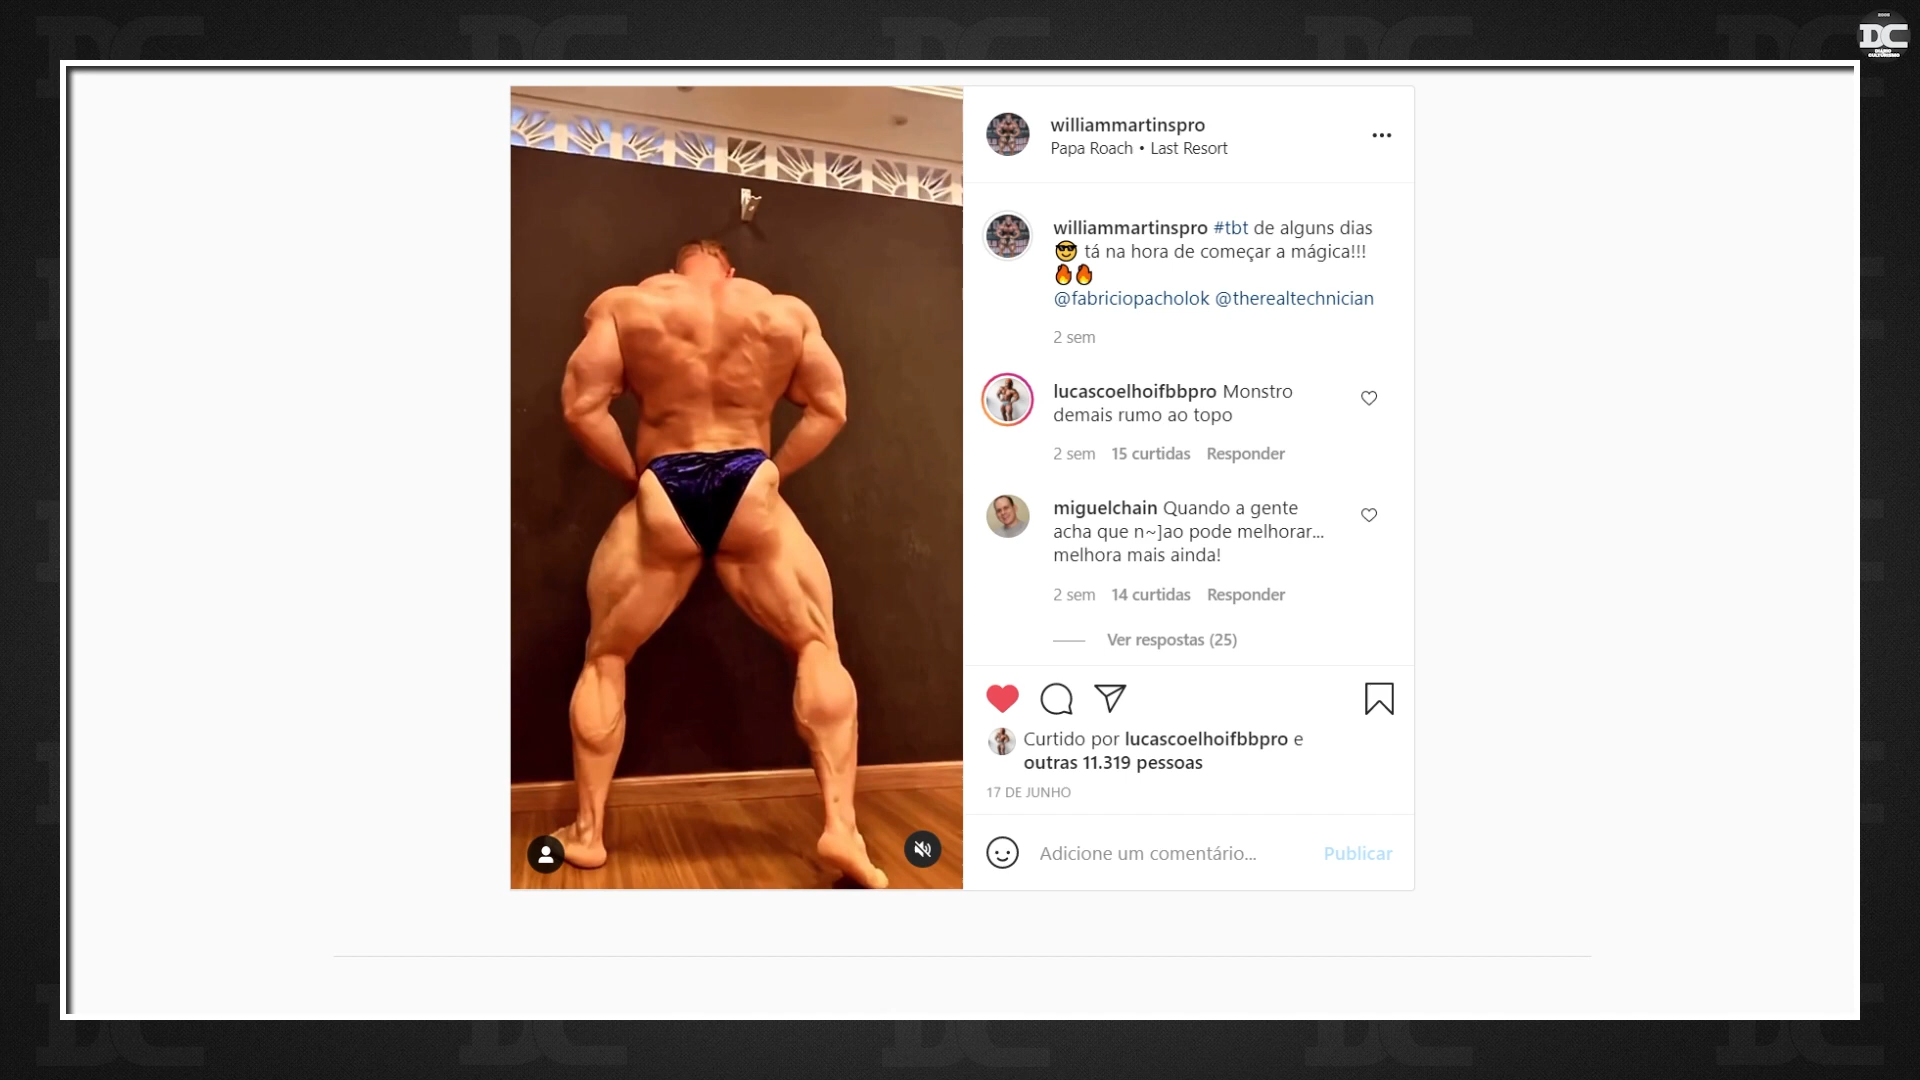 DC
DIÁRIO
CULTURISMO
williammartinspro
Papa Roach • Last Resort
williammartinspro #tbt de alguns dias
😎 tá na hora de começar a mágica!!!
🔥🔥
@fabriciopacholok @therealtechnician
2 sem
lucascoelhoifbbpro Monstro
demais rumo ao topo
2 sem 15 curtidas Responder
miguelchain Quando a gente
acha que n~]ao pode melhorar...
melhora mais ainda!
2 sem 14 curtidas Responder
Ver respostas (25)
Curtido por lucascoelhoifbbpro e
outras 11.319 pessoas
17 DE JUNHO
Adicione um comentário... Publicar